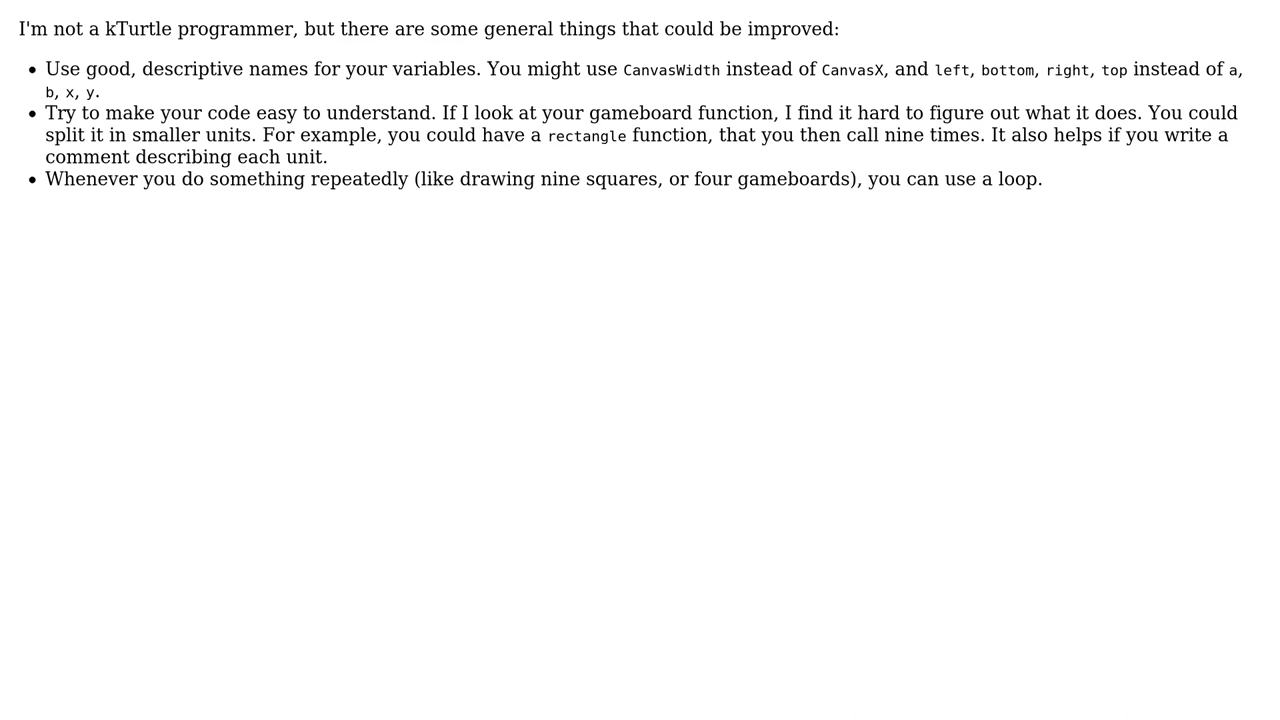 I'm not a kTurtle programmer, but there are some general things that could be improved:
• Use good, descriptive names for your variables. You might use CanvasWidth instead of CanvasX, and left, bottom, right, top instead of a,
b, x, y.
• Try to make your code easy to understand. If I look at your gameboard function, I find it hard to figure out what it does. You could
split it in smaller units. For example, you could have a rectangle function, that you then call nine times. It also helps if you write a
comment describing each unit.
• Whenever you do something repeatedly (like drawing nine squares, or four gameboards), you can use a loop.